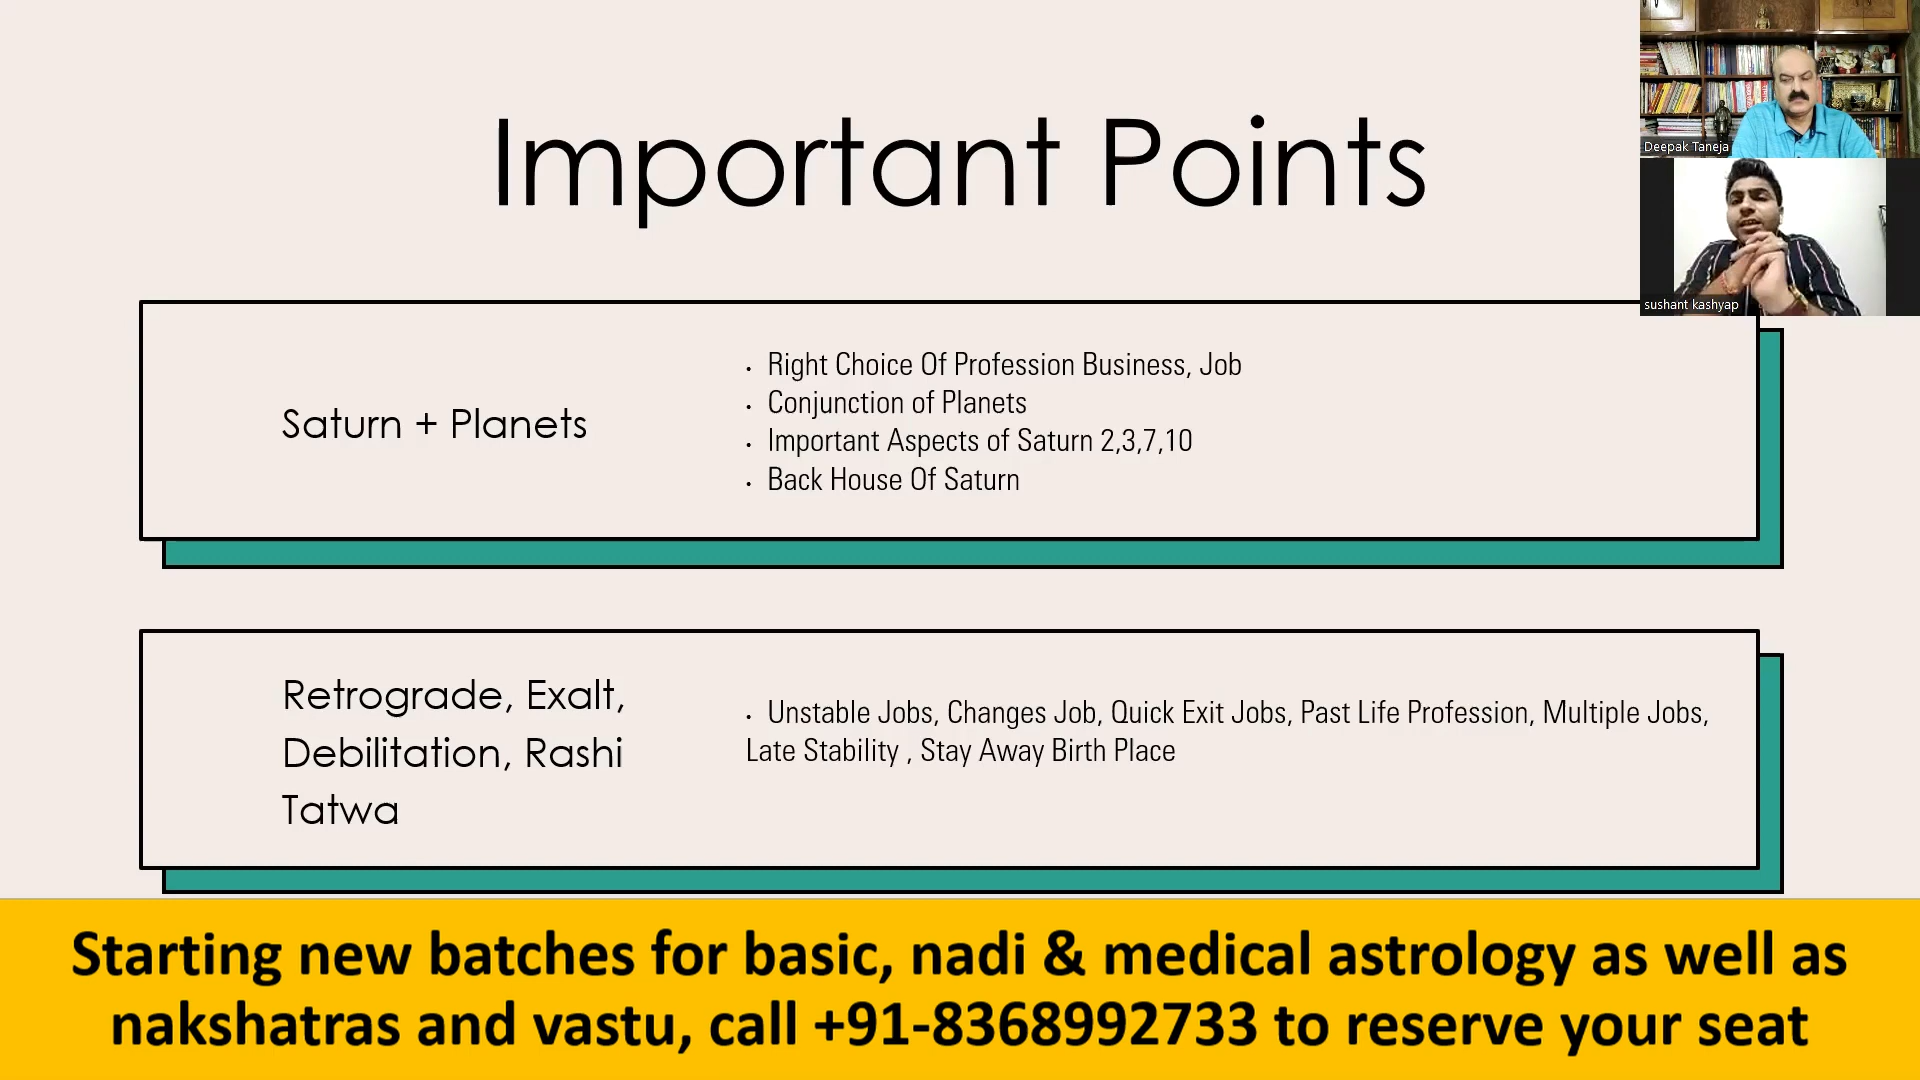 Important Points
Deepak Taneja
sushant kashyap
Saturn + Planets
• Right Choice Of Profession Business, Job
• Conjunction of Planets
• Important Aspects of Saturn 2,3,7,10
• Back House Of Saturn
Retrograde, Exalt,
Debilitation, Rashi
Tatwa
• Unstable Jobs, Changes Job, Quick Exit Jobs, Past Life Profession, Multiple Jobs,
Late Stability , Stay Away Birth Place
Starting new batches for basic, nadi & medical astrology as well as
nakshatras and vastu, call +91-8368992733 to reserve your seat